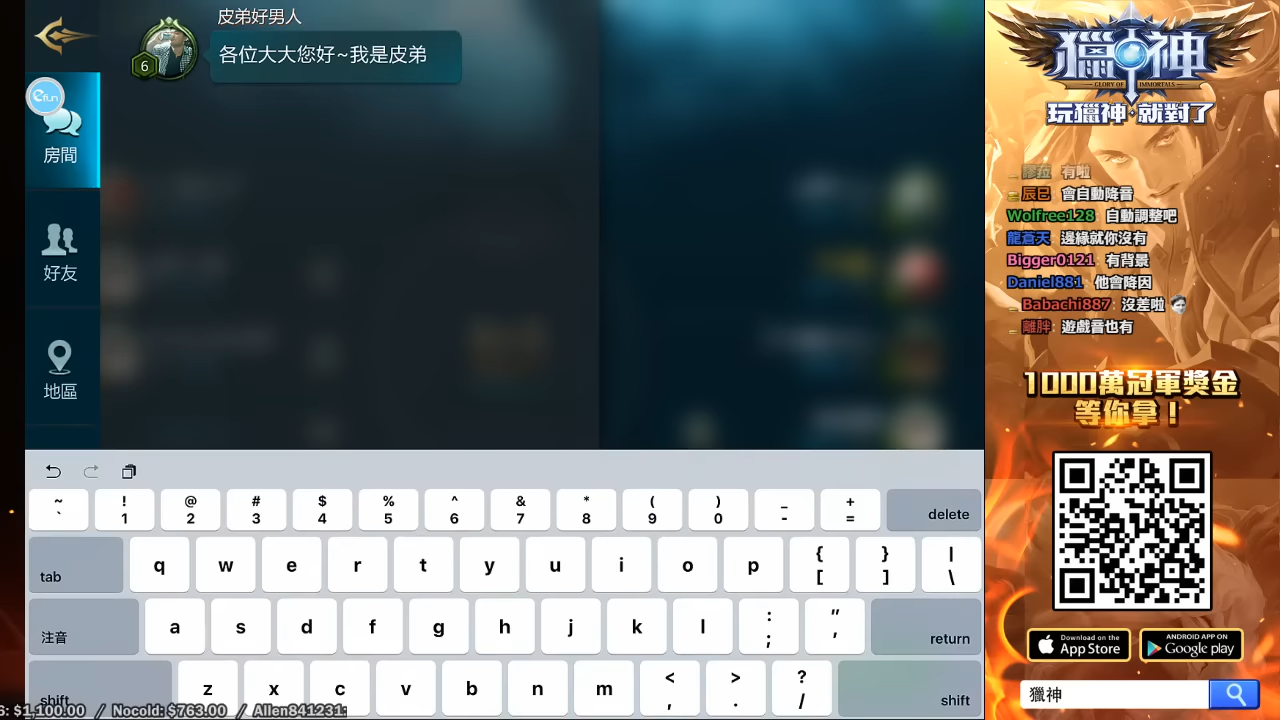 皮弟好男人
各位大大您好~我是皮弟
6
efun
房間
好友
地區
~ ! @ # $ % ^ & * ( ) _ +
` 1 2 3 4 5 6 7 8 9 0 - = delete
tab q w e r t y u i o p { } |
[ ] \
注音 a s d f g h j k l : " return
; '
shift z x c v b n m < > ? shift
, . /
6: $1,100.00 / Nocold: $763.00 / Allen841231:
獵神
GLORY OF IMMORTALS
玩獵神·就對了
膠拉: 有啦
辰巳: 會自動降音
Wolfree128: 自動調整吧
龍蒼天: 邊緣就你沒有
Bigger0121: 有背景
Daniel881: 他會降因
Babachi887: 沒差啦
離胖: 遊戲音也有
1000萬冠軍獎金
等你拿！
Download on the
App Store
ANDROID APP ON
Google play
獵神